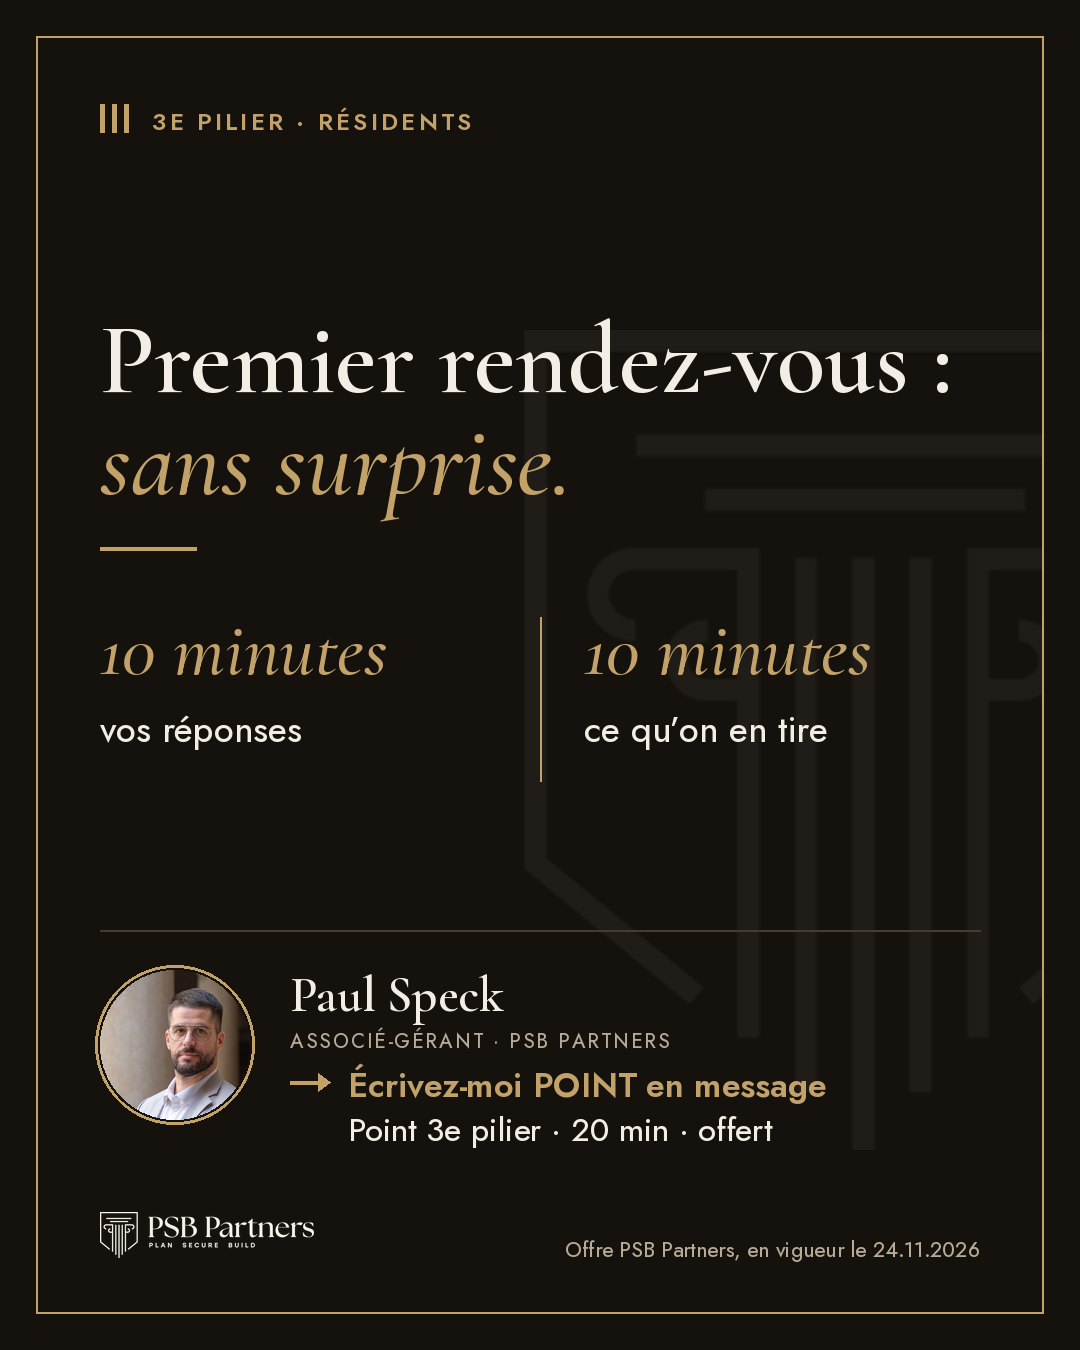 3E PILIER · RÉSIDENTS
Premier rendez-vous :
sans surprise.
10 minutes
vos réponses
10 minutes
ce qu’on en tire
Paul Speck
ASSOCIÉ-GÉRANT · PSB PARTNERS
Écrivez-moi POINT en message
Point 3e pilier · 20 min · offert
PSB Partners
PLAN SECURE BUILD
Offre PSB Partners, en vigueur le 24.11.2026